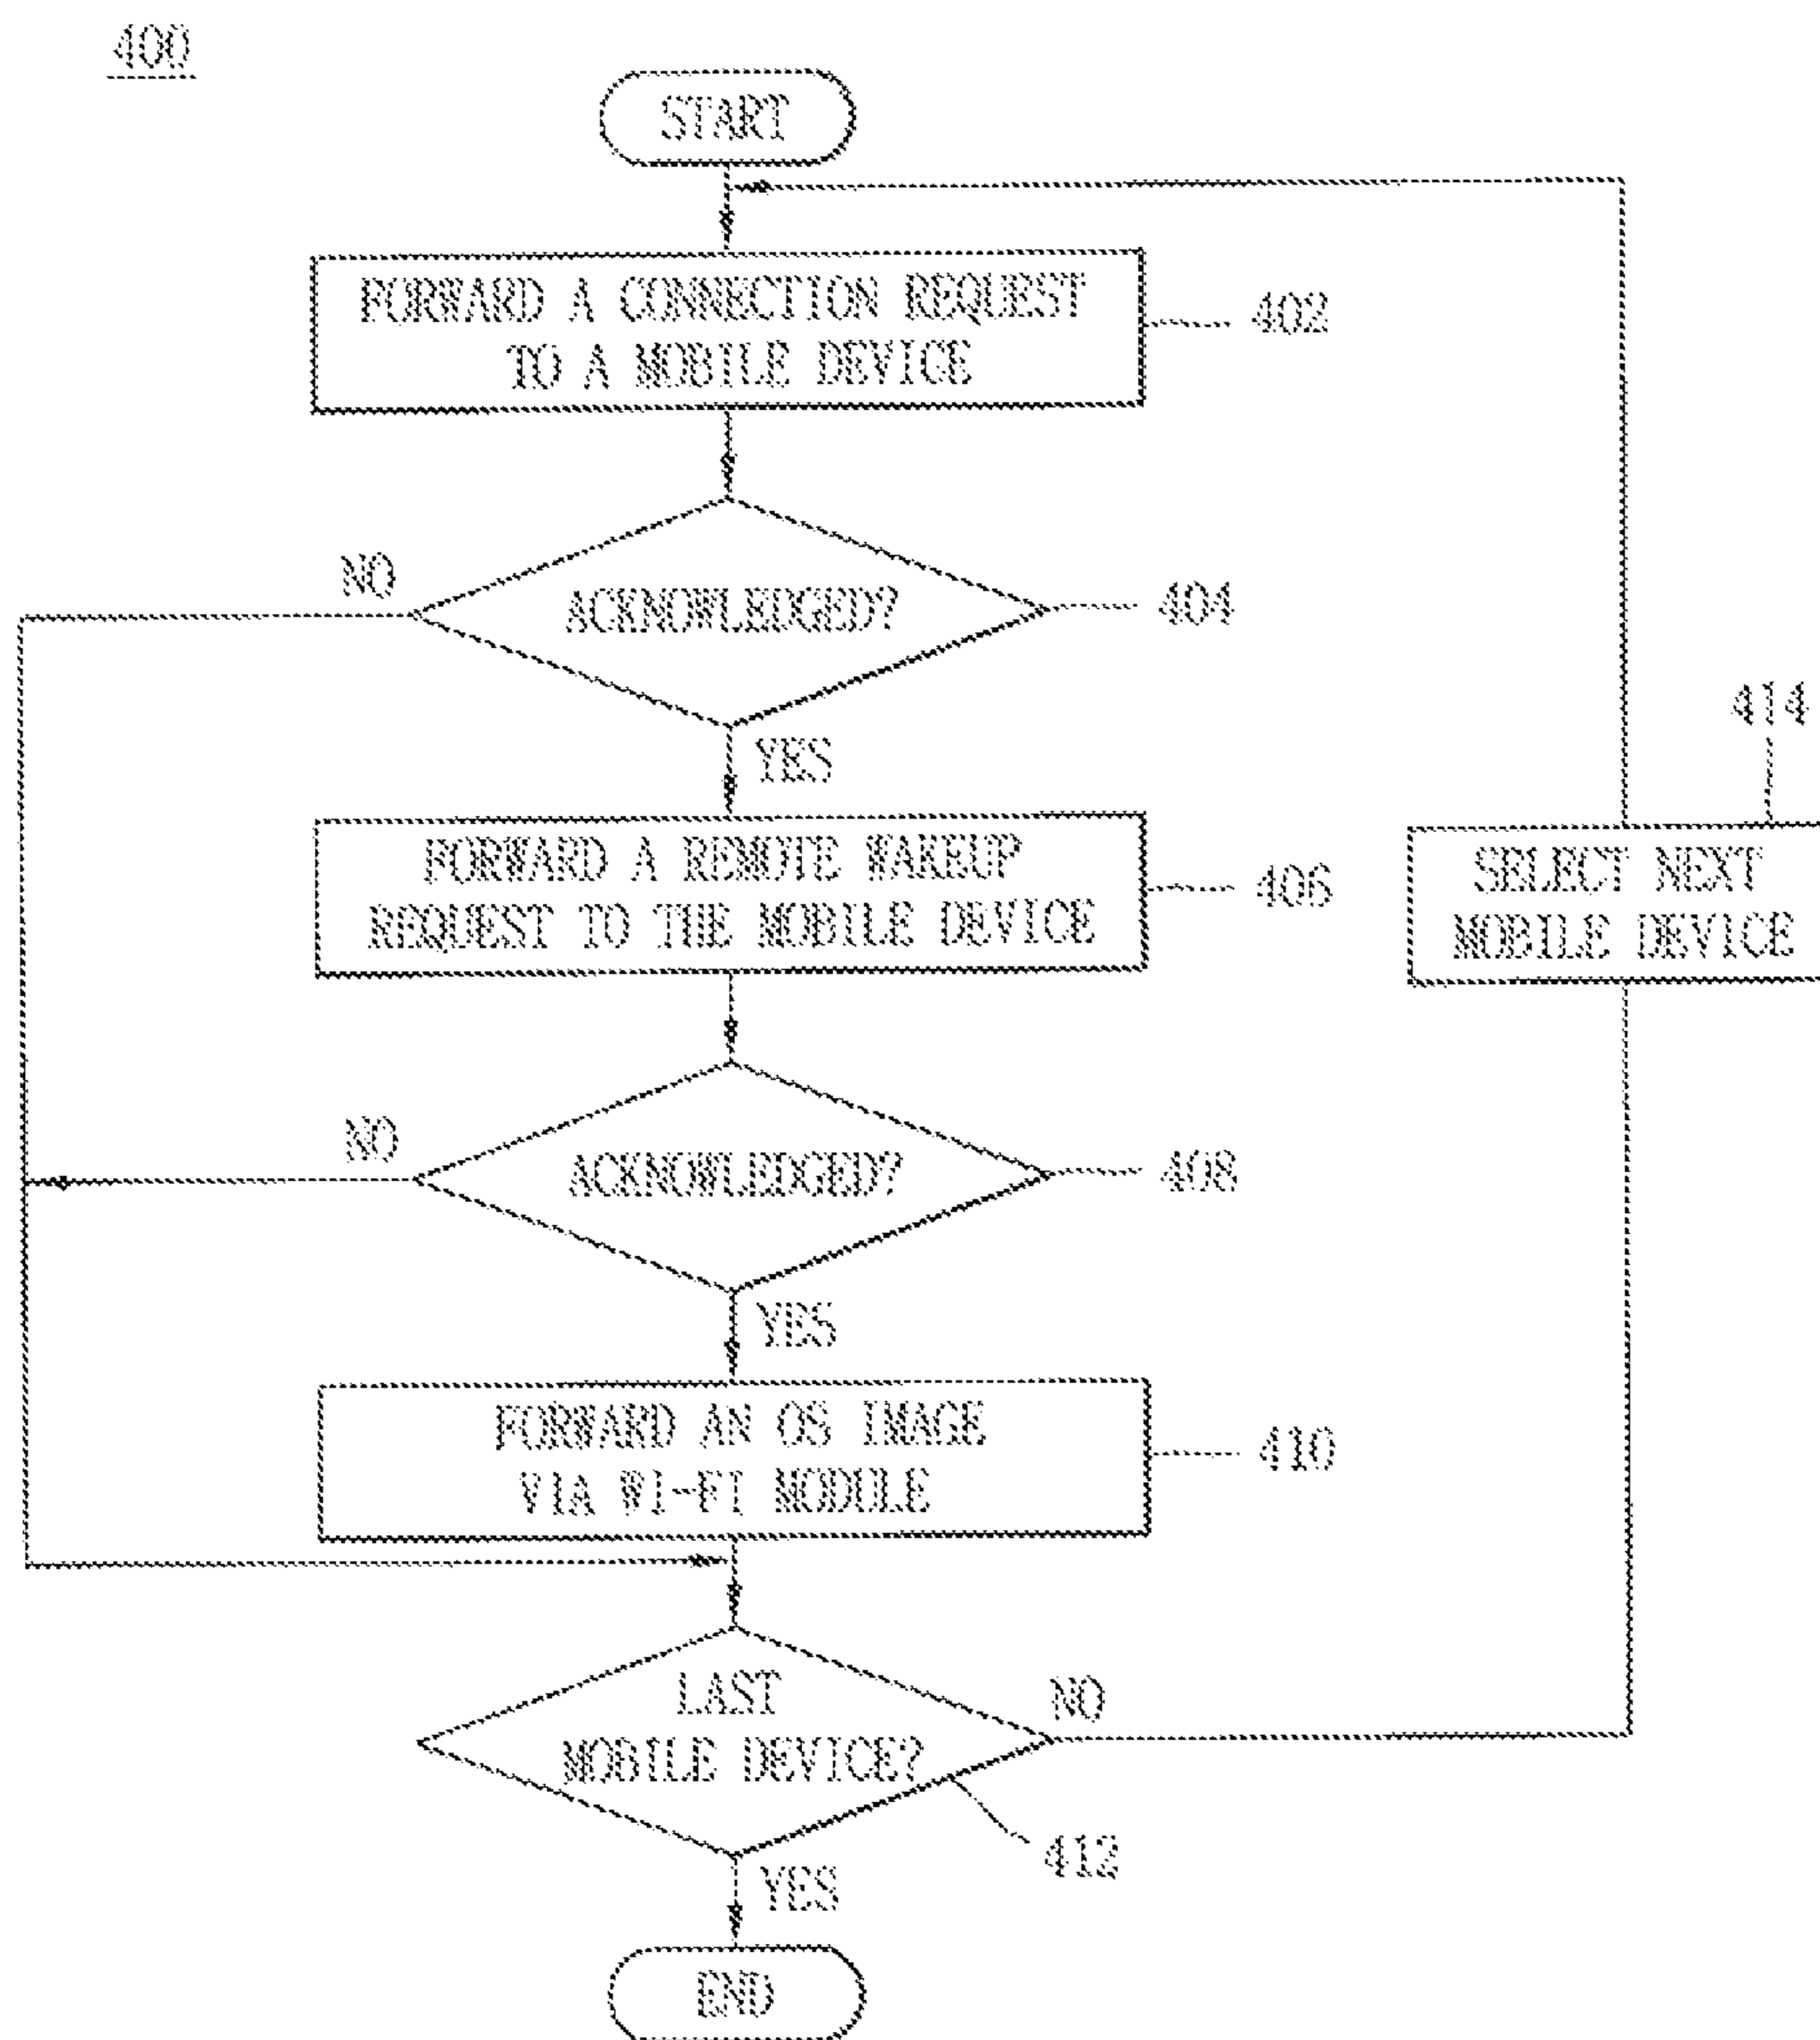 400
START
FORWARD A CONNECTION REQUEST
TO A MOBILE DEVICE
402
NO
ACKNOWLEDGED?
404
YES
414
FORWARD A REMOTE WAKEUP
REQUEST TO THE MOBILE DEVICE
406
SELECT NEXT
MOBILE DEVICE
NO
ACKNOWLEDGED?
408
YES
FORWARD AN OS IMAGE
VIA WI-FI MODULE
410
LAST
MOBILE DEVICE?
NO
412
YES
END